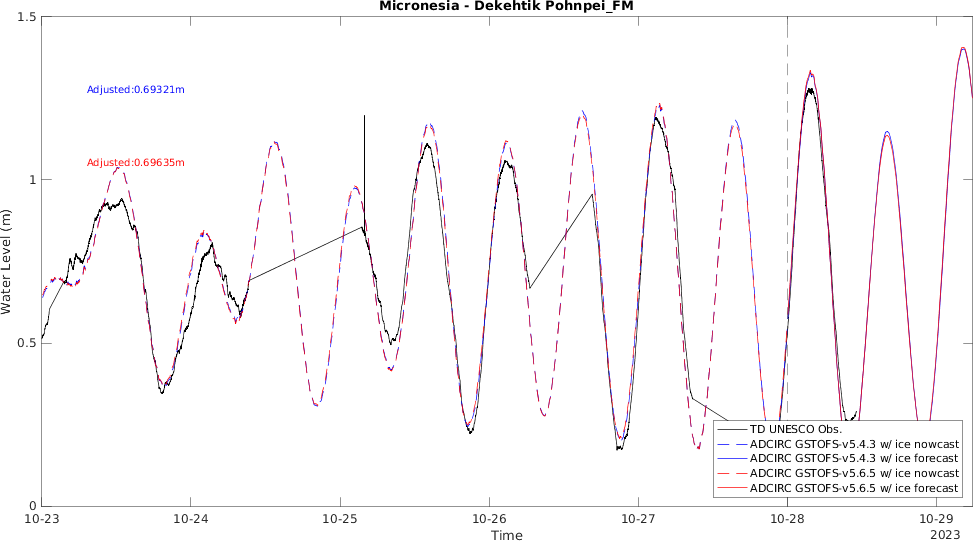 Micronesia - Dekehtik Pohnpei_FM
1.5
Adjusted:0.69321m
Adjusted:0.69635m
1
Water Level (m)
0.5
TD UNESCO Obs.
ADCIRC GSTOFS-v5.4.3 w/ ice nowcast
ADCIRC GSTOFS-v5.4.3 w/ ice forecast
ADCIRC GSTOFS-v5.6.5 w/ ice nowcast
ADCIRC GSTOFS-v5.6.5 w/ ice forecast
0
10-23 10-24 10-25 10-26 10-27 10-28 10-29
Time
2023